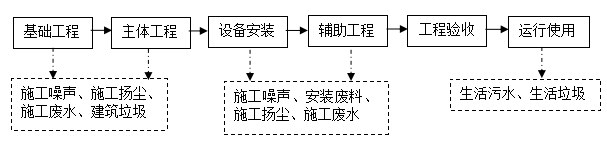 基础工程 主体工程 设备安装 辅助工程 工程验收 运行使用
施工噪声、施工扬尘、
施工废水、建筑垃圾
施工噪声、安装废料、
施工扬尘、施工废水
生活污水、生活垃圾